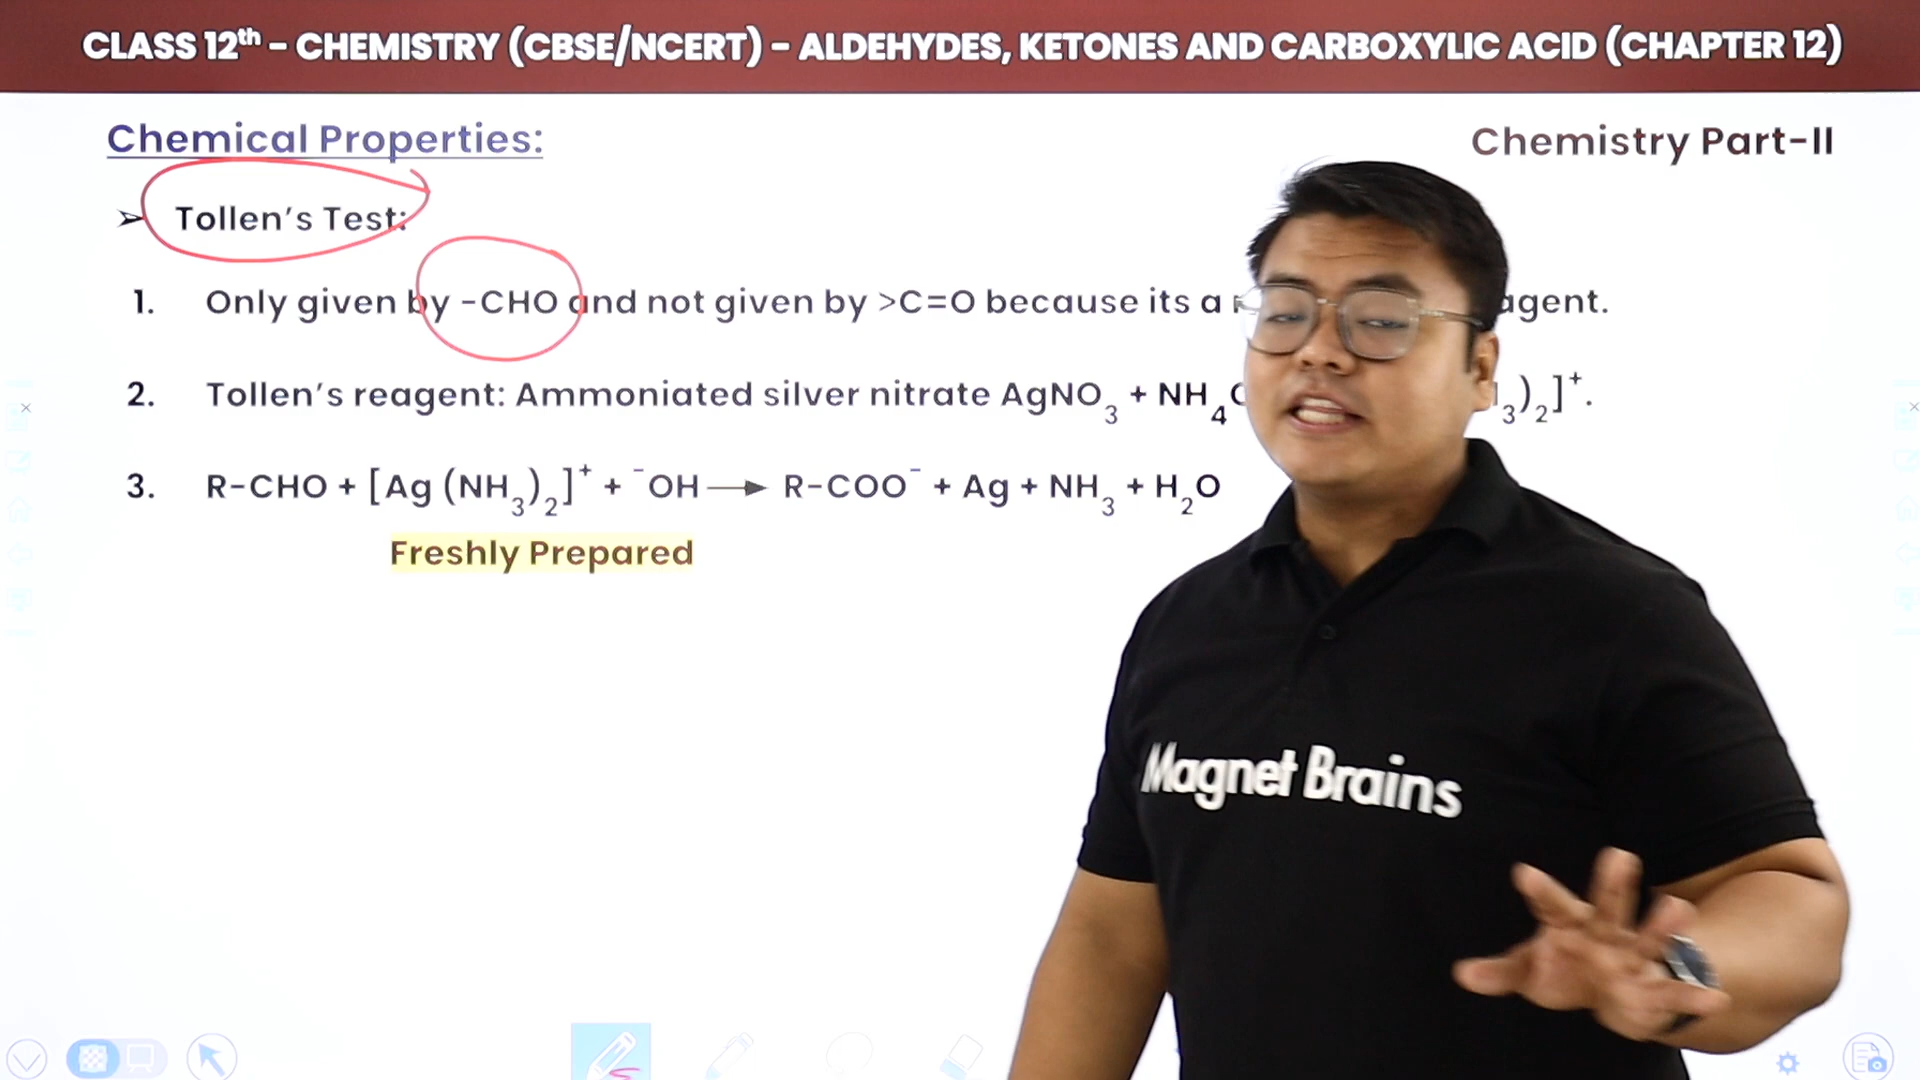 CLASS 12th – CHEMISTRY (CBSE/NCERT) – ALDEHYDES, KETONES AND CARBOXYLIC ACID (CHAPTER 12)
Chemical Properties:
Chemistry Part-II
➢ Tollen's Test:
1. Only given by -CHO and not given by >C=O because its a agent.
2. Tollen's reagent: Ammoniated silver nitrate AgNO₃ + NH₄ ₃)₂]⁺.
3. R-CHO + [Ag (NH₃)₂]⁺ + ⁻OH ⟶ R-COO⁻ + Ag + NH₃ + H₂O
Freshly Prepared
Magnet Brains